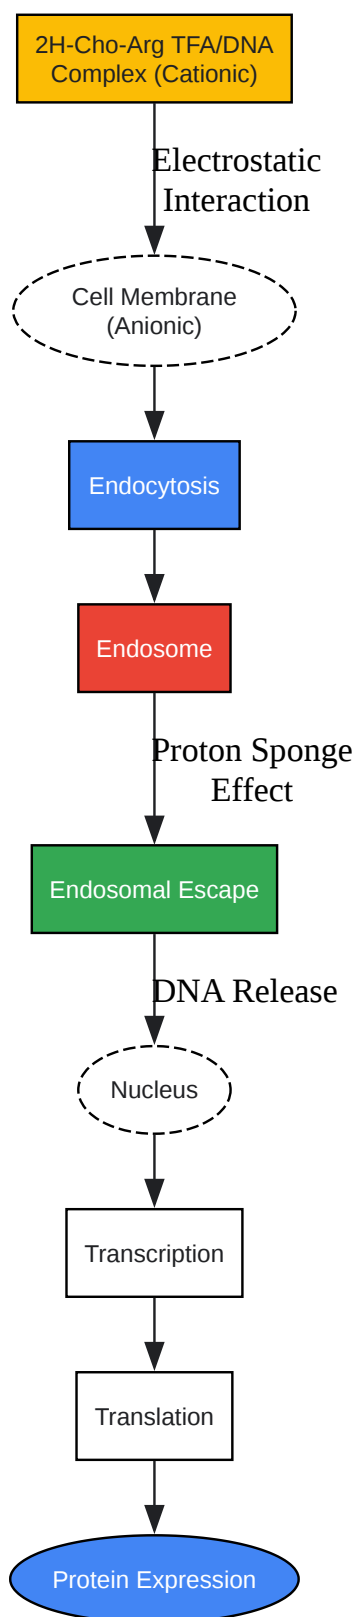 2H-Cho-Arg TFA/DNA
Complex (Cationic)
Electrostatic
Interaction
Cell Membrane
(Anionic)
Endocytosis
Endosome
Proton Sponge
Effect
Endosomal Escape
DNA Release
Nucleus
Transcription
Translation
Protein Expression